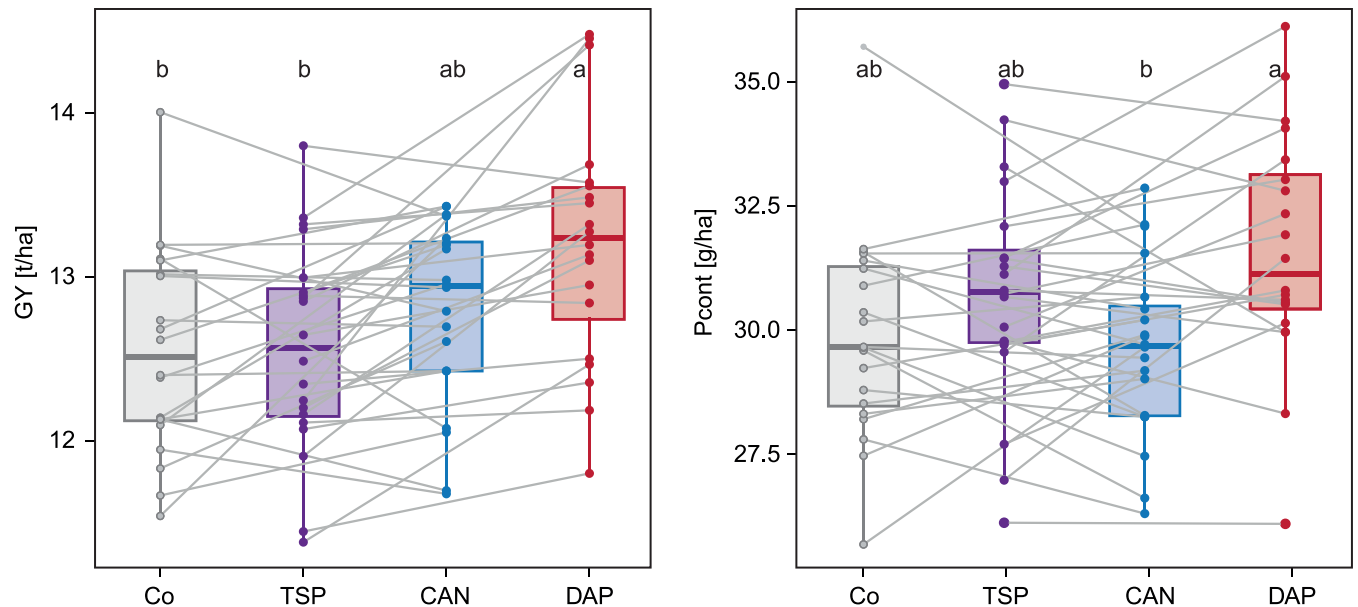 b b ab a
14
13
12
GY [t/ha]
Co TSP CAN DAP
ab ab b a
35.0
32.5
30.0
27.5
Pcont [g/ha]
Co TSP CAN DAP